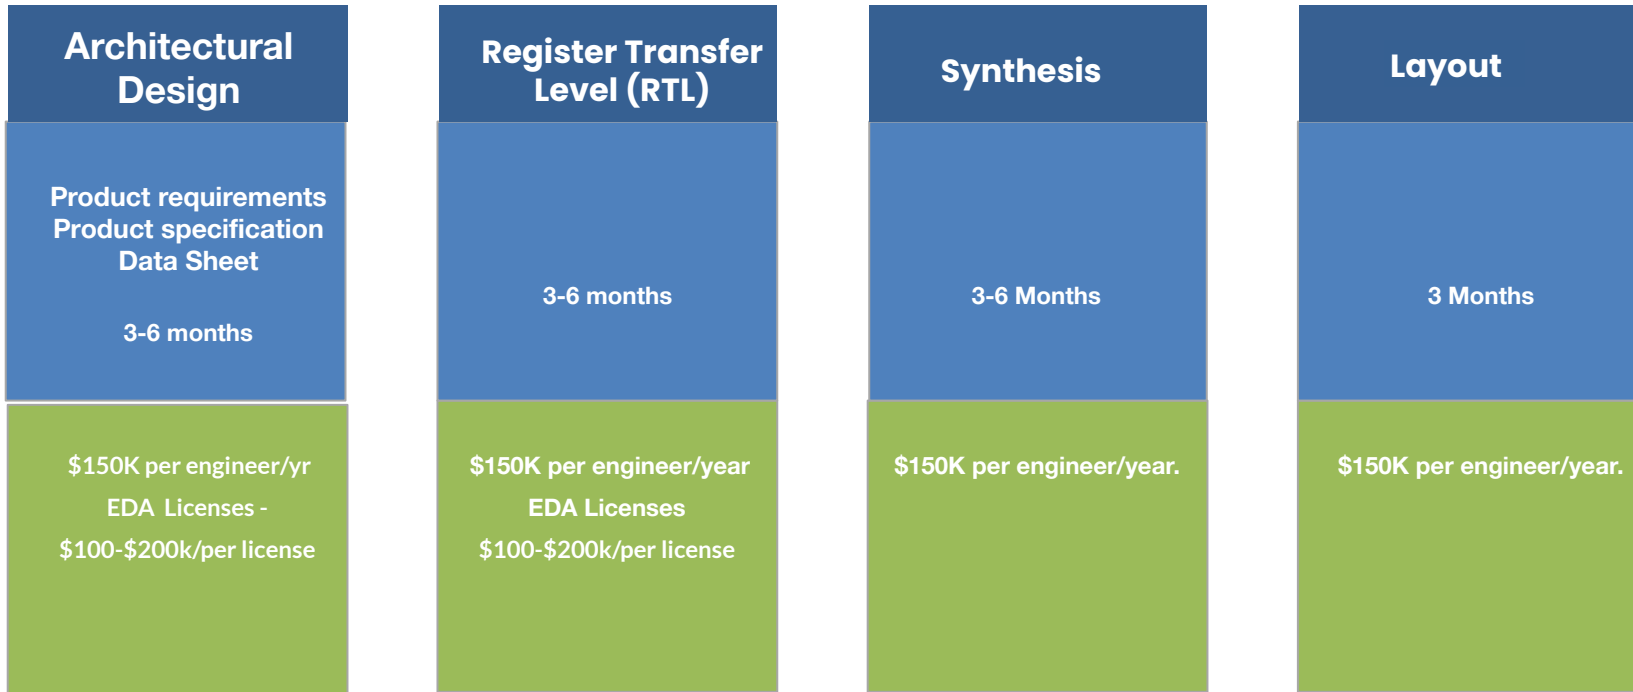 Architectural
Design
Product requirements
Product specification
Data Sheet
3-6 months
$150K per engineer/yr
EDA Licenses -
$100-$200k/per license
Register Transfer
Level (RTL)
3-6 months
$150K per engineer/year
EDA Licenses
$100-$200k/per license
Synthesis
3-6 Months
$150K per engineer/year.
Layout
3 Months
$150K per engineer/year.